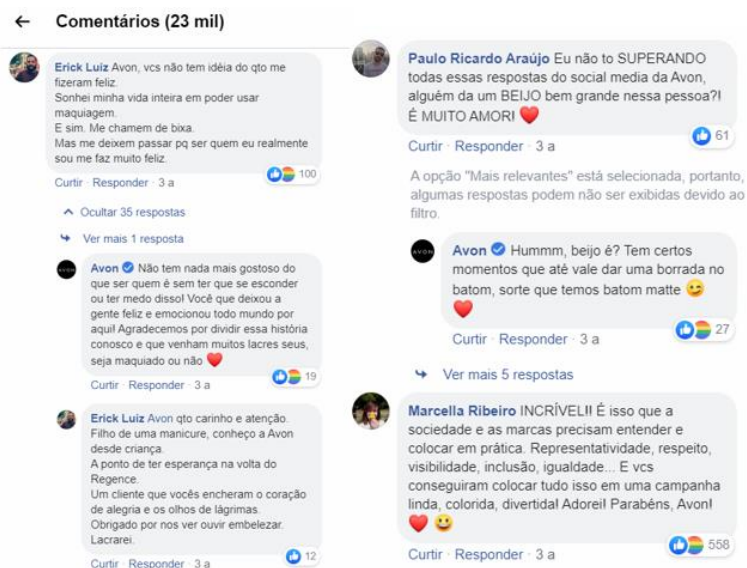 Comentários (23 mil)
Erick Luiz Avon, vcs não tem idéia do qto me
fizeram feliz.
Sonhei minha vida inteira em poder usar
maquiagem.
E sim. Me chamem de bixa.
Mas me deixem passar pq ser quem eu realmente
sou me faz muito feliz.
100
Curtir · Responder · 3 a
Ocultar 35 respostas
Ver mais 1 resposta
AVON
Avon Não tem nada mais gostoso do
que ser quem é sem ter que se esconder
ou ter medo disso! Você que deixou a
gente feliz e emocionou todo mundo por
aqui! Agradecemos por dividir essa história
conosco e que venham muitos lacres seus,
seja maquiado ou não ❤️
19
Curtir · Responder · 3 a
Erick Luiz Avon qto carinho e atenção.
Filho de uma manicure, conheço a Avon
desde criança.
A ponto de ter esperança na volta do
Regence.
Um cliente que vocês encheram o coração
de alegria e os olhos de lágrimas.
Obrigado por nos ver ouvir embelezar.
Lacrarei.
12
Curtir · Responder · 3 a
Paulo Ricardo Araújo Eu não to SUPERANDO
todas essas respostas do social media da Avon,
alguém da um BEIJO bem grande nessa pessoa?!
É MUITO AMOR! ❤️
61
Curtir · Responder · 3 a
A opção "Mais relevantes" está selecionada, portanto,
algumas respostas podem não ser exibidas devido ao
filtro.
AVON
Avon Hummm, beijo é? Tem certos
momentos que até vale dar uma borrada no
batom, sorte que temos batom matte 😉
❤️
27
Curtir · Responder · 3 a
Ver mais 5 respostas
Marcella Ribeiro INCRÍVEL!! É isso que a
sociedade e as marcas precisam entender e
colocar em prática. Representatividade, respeito,
visibilidade, inclusão, igualdade... E vcs
conseguiram colocar tudo isso em uma campanha
linda, colorida, divertida! Adorei! Parabéns, Avon!
❤️ 😀
558
Curtir · Responder · 3 a